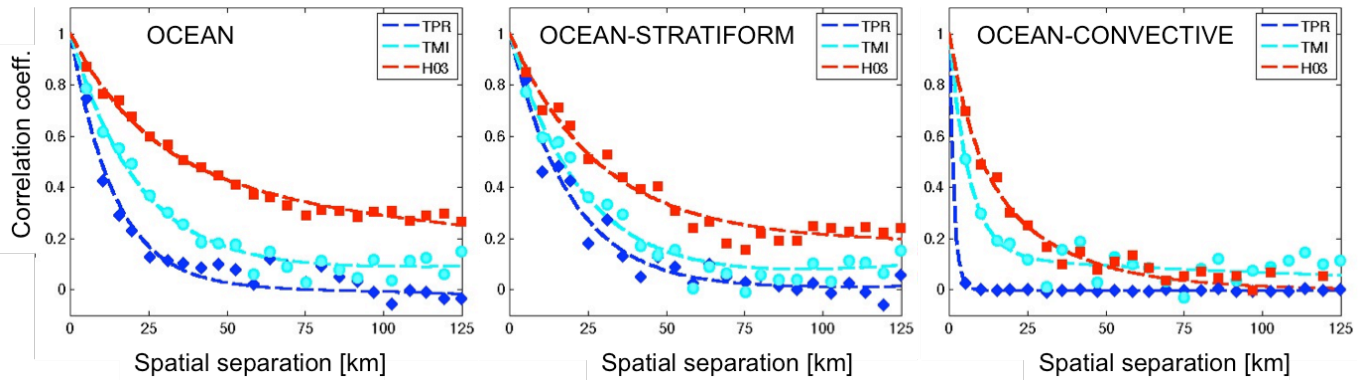 OCEAN
TPR
TMI
H03
OCEAN-STRATIFORM
TPR
TMI
H03
OCEAN-CONVECTIVE
TPR
TMI
H03
Correlation coeff.
1
0.8
0.6
0.4
0.2
0
0 25 50 75 100 125
1
0.8
0.6
0.4
0.2
0
0 25 50 75 100 125
1
0.8
0.6
0.4
0.2
0
0 25 50 75 100 125
Spatial separation [km]
Spatial separation [km]
Spatial separation [km]